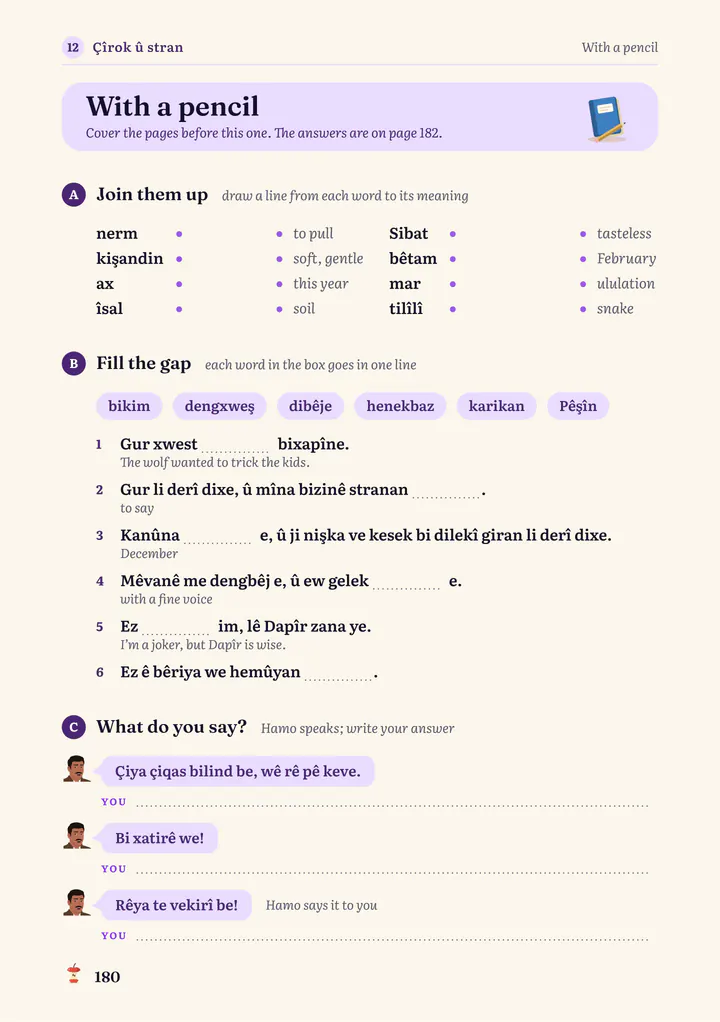 12 Çîrok û stran With a pencil
With a pencil
Cover the pages before this one. The answers are on page 182.
A Join them up draw a line from each word to its meaning
nerm • • to pull Sibat • • tasteless
kişandin • • soft, gentle bêtam • • February
ax • • this year mar • • ululation
îsal • • soil tilîlî • • snake
B Fill the gap each word in the box goes in one line
bikim dengxweş dibêje henekbaz karikan Pêşîn
1 Gur xwest ............... bixapîne.
The wolf wanted to trick the kids.
2 Gur li derî dixe, û mîna bizinê stranan ............... .
to say
3 Kanûna ............... e, û ji nişka ve kesek bi dilekî giran li derî dixe.
December
4 Mêvanê me dengbêj e, û ew gelek ............... e.
with a fine voice
5 Ez ............... im, lê Dapîr zana ye.
I'm a joker, but Dapîr is wise.
6 Ez ê bêriya we hemûyan ............... .
C What do you say? Hamo speaks; write your answer
Çiya çiqas bilind be, wê rê pê keve.
YOU
Bi xatirê we!
YOU
Rêya te vekirî be! Hamo says it to you
YOU
180